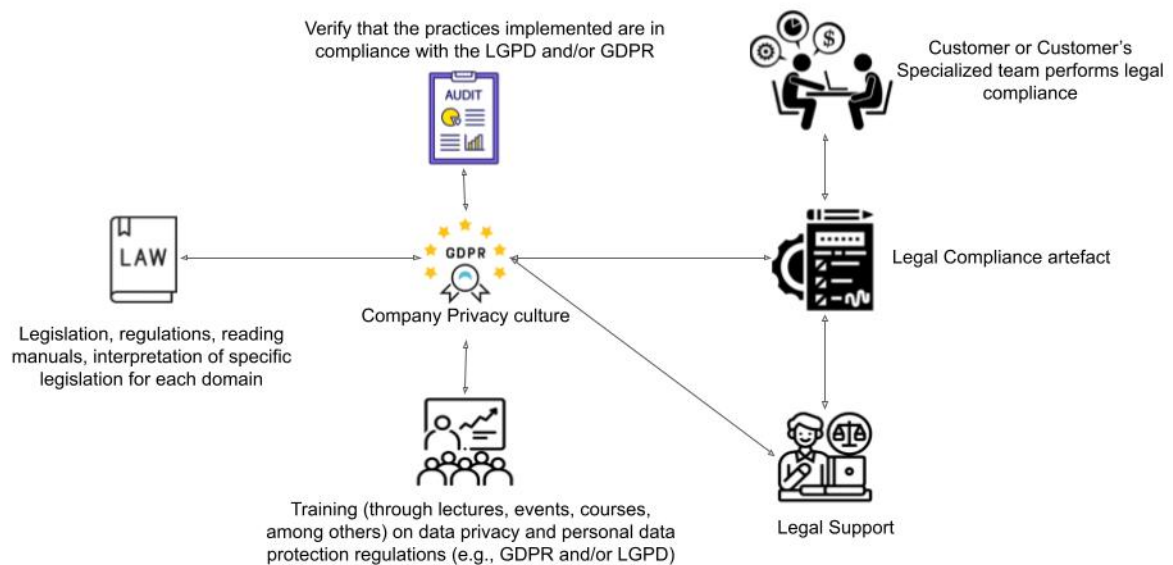 Verify that the practices implemented are in
compliance with the LGPD and/or GDPR
AUDIT
$
Customer or Customer's
Specialized team performs legal
compliance
LAW
GDPR
Company Privacy culture
Legal Compliance artefact
Legislation, regulations, reading
manuals, interpretation of specific
legislation for each domain
Training (through lectures, events, courses,
among others) on data privacy and personal data
protection regulations (e.g., GDPR and/or LGPD)
Legal Support